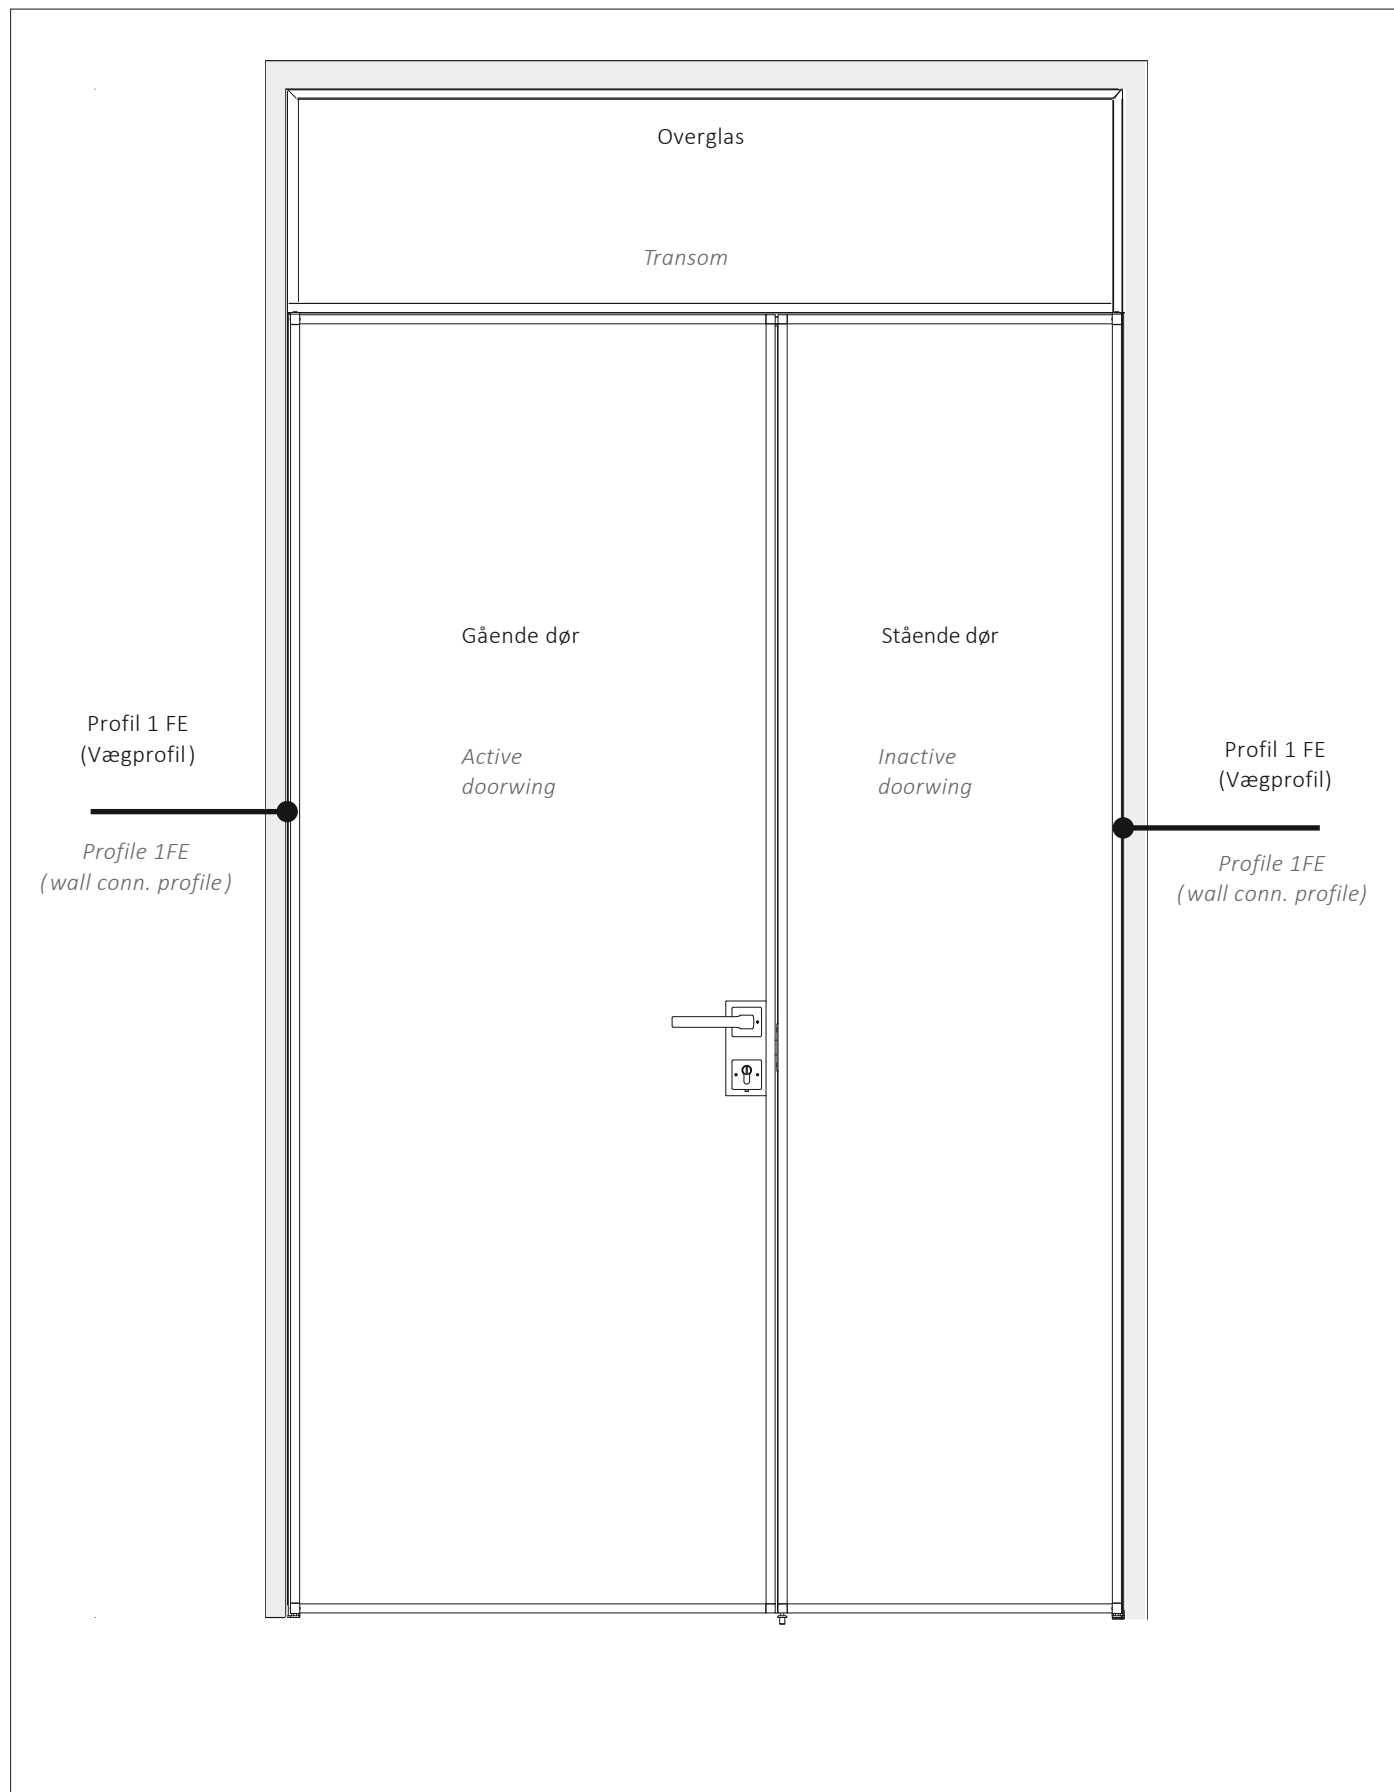 Overglas
Transom
Gående dør
Stående dør
Active
doorwing
Inactive
doorwing
Profil 1 FE
(Vægprofil)
Profile 1FE
(wall conn. profile)
Profil 1 FE
(Vægprofil)
Profile 1FE
(wall conn. profile)